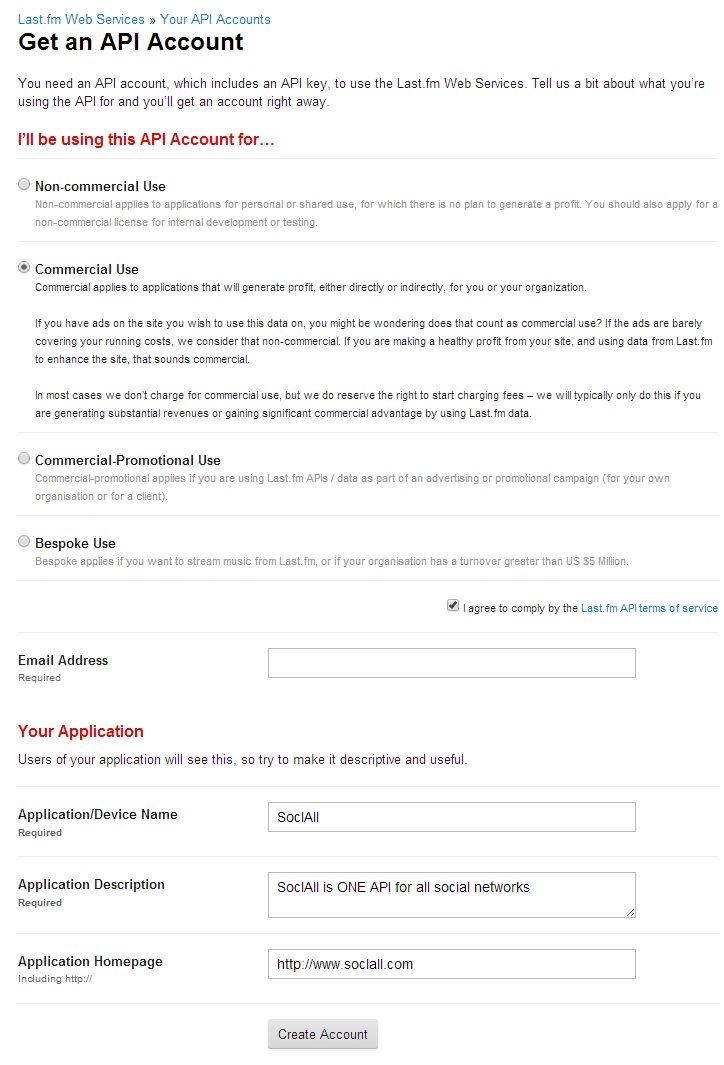 Last.fm Web Services » Your API Accounts
Get an API Account
You need an API account, which includes an API key, to use the Last.fm Web Services. Tell us a bit about what you’re
using the API for and you’ll get an account right away.
I’ll be using this API Account for…
Non-commercial Use
Non-commercial applies to applications for personal or shared use, for which there is no plan to generate a profit. You should also apply for a
non-commercial license for internal development or testing.
Commercial Use
Commercial applies to applications that will generate profit, either directly or indirectly, for you or your organization.
If you have ads on the site you wish to use this data on, you might be wondering does that count as commercial use? If the ads are barely
covering your running costs, we consider that non-commercial. If you are making a healthy profit from your site, and using data from Last.fm
to enhance the site, that sounds commercial.
In most cases we don’t charge for commercial use, but we do reserve the right to start charging fees – we will typically only do this if you
are generating substantial revenues or gaining significant commercial advantage by using Last.fm data.
Commercial-Promotional Use
Commercial-promotional applies if you are using Last.fm APIs / data as part of an advertising or promotional campaign (for your own
organisation or for a client).
Bespoke Use
Bespoke applies if you want to stream music from Last.fm, or if your organisation has a turnover greater than US $5 Million.
I agree to comply by the Last.fm API terms of service
Email Address
Required
Your Application
Users of your application will see this, so try to make it descriptive and useful.
Application/Device Name
Required
SoclAll
Application Description
Required
SoclAll is ONE API for all social networks
Application Homepage
Including http://
http://www.soclall.com
Create Account